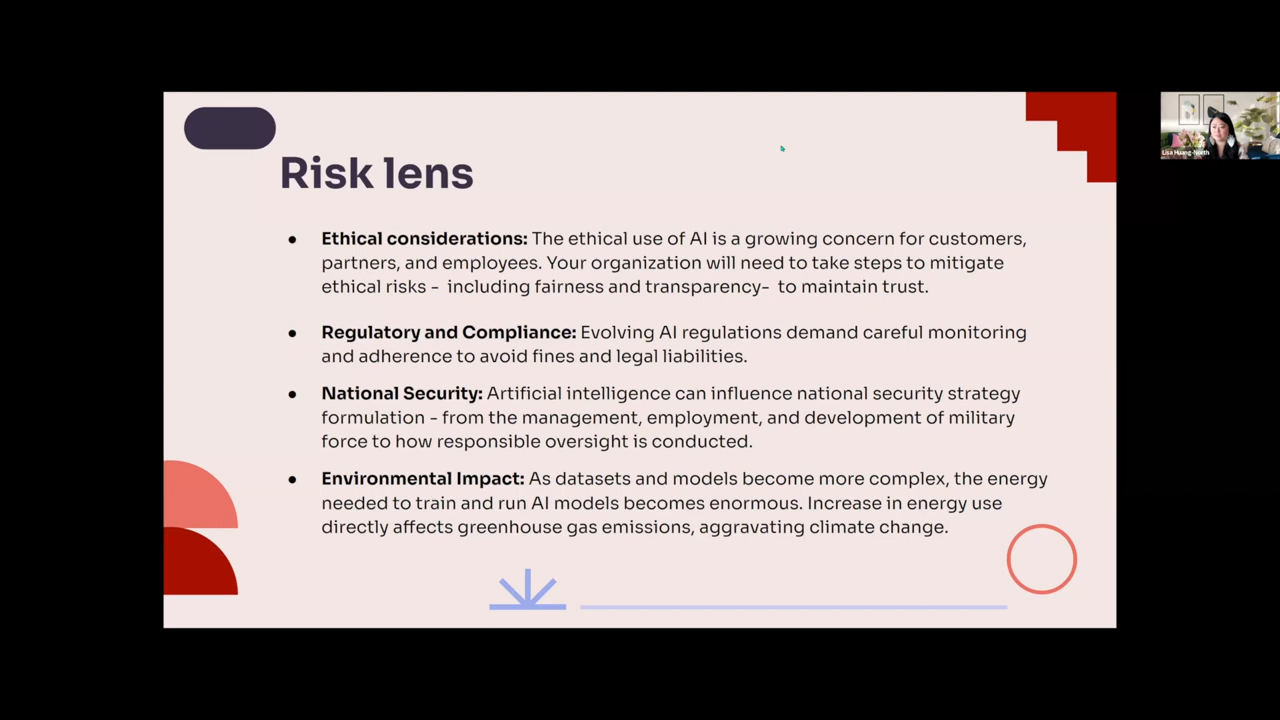 Risk lens
● Ethical considerations: The ethical use of AI is a growing concern for customers,
partners, and employees. Your organization will need to take steps to mitigate
ethical risks - including fairness and transparency- to maintain trust.
● Regulatory and Compliance: Evolving AI regulations demand careful monitoring
and adherence to avoid fines and legal liabilities.
● National Security: Artificial intelligence can influence national security strategy
formulation - from the management, employment, and development of military
force to how responsible oversight is conducted.
● Environmental Impact: As datasets and models become more complex, the energy
needed to train and run AI models becomes enormous. Increase in energy use
directly affects greenhouse gas emissions, aggravating climate change.
Lisa Huang-North